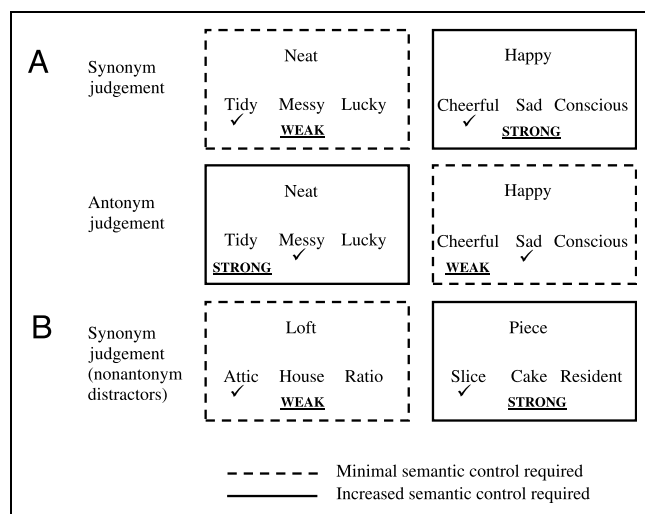 A
Synonym judgement
Neat
Tidy Messy Lucky
✓
WEAK
Happy
Cheerful Sad Conscious
✓
STRONG
Antonym judgement
Neat
Tidy Messy Lucky
STRONG ✓
Happy
Cheerful Sad Conscious
WEAK ✓
B
Synonym judgement (nonantonym distractors)
Loft
Attic House Ratio
✓
WEAK
Piece
Slice Cake Resident
✓
STRONG
Minimal semantic control required
Increased semantic control required